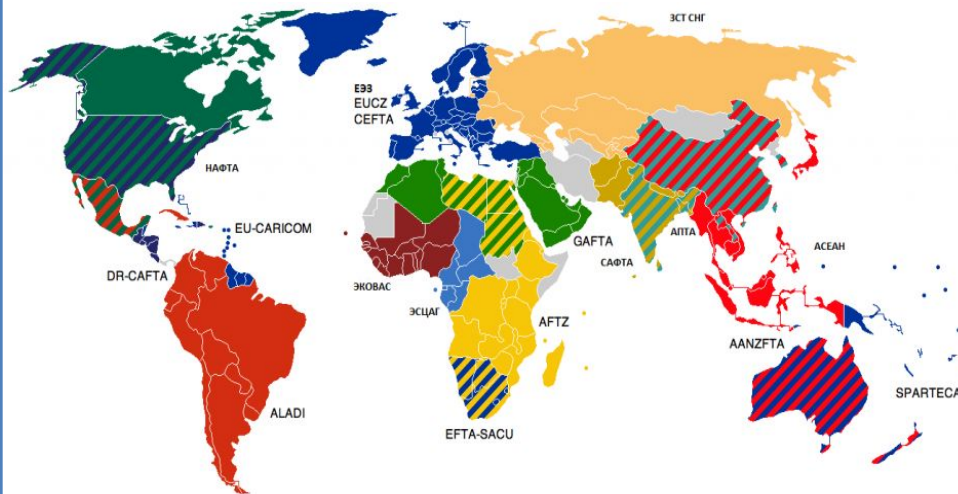 ЗСТ СНГ
ЕЭЗ
EUCZ
CEFTA
НАФТА
EU-CARICOM
DR-CAFTA
GAFTA
АПТА
САФТА
АСЕАН
ЭКОВАС
ЭСЦАГ
AFTZ
AANZFTA
SPARTECA
ALADI
EFTA-SACU